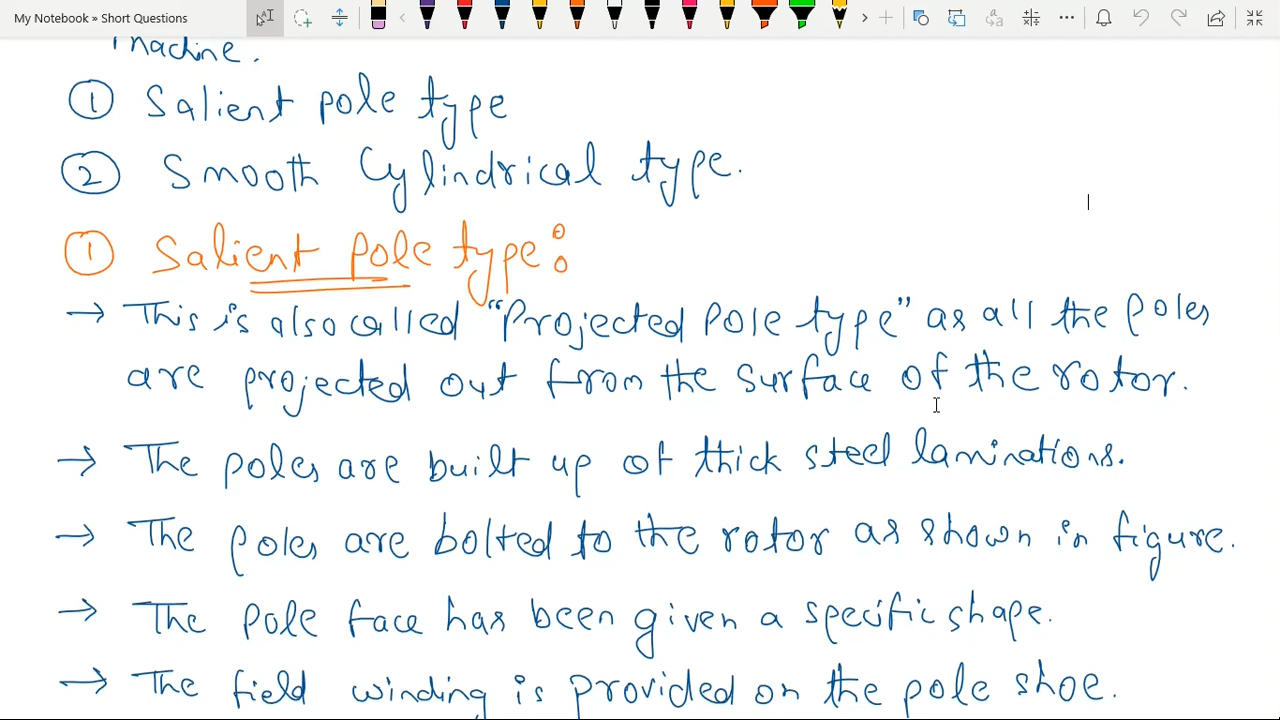 My Notebook » Short Questions
machine.
① Salient pole type
② Smooth Cylindrical type.
① Salient pole type:
→ This is also called "Projected Pole type" as all the poles
are projected out from the surface of the rotor.
→ The poles are built up of thick steel laminations.
→ The poles are bolted to the rotor as shown in figure.
→ The pole face has been given a specific shape.
→ The field winding is provided on the pole shoe.